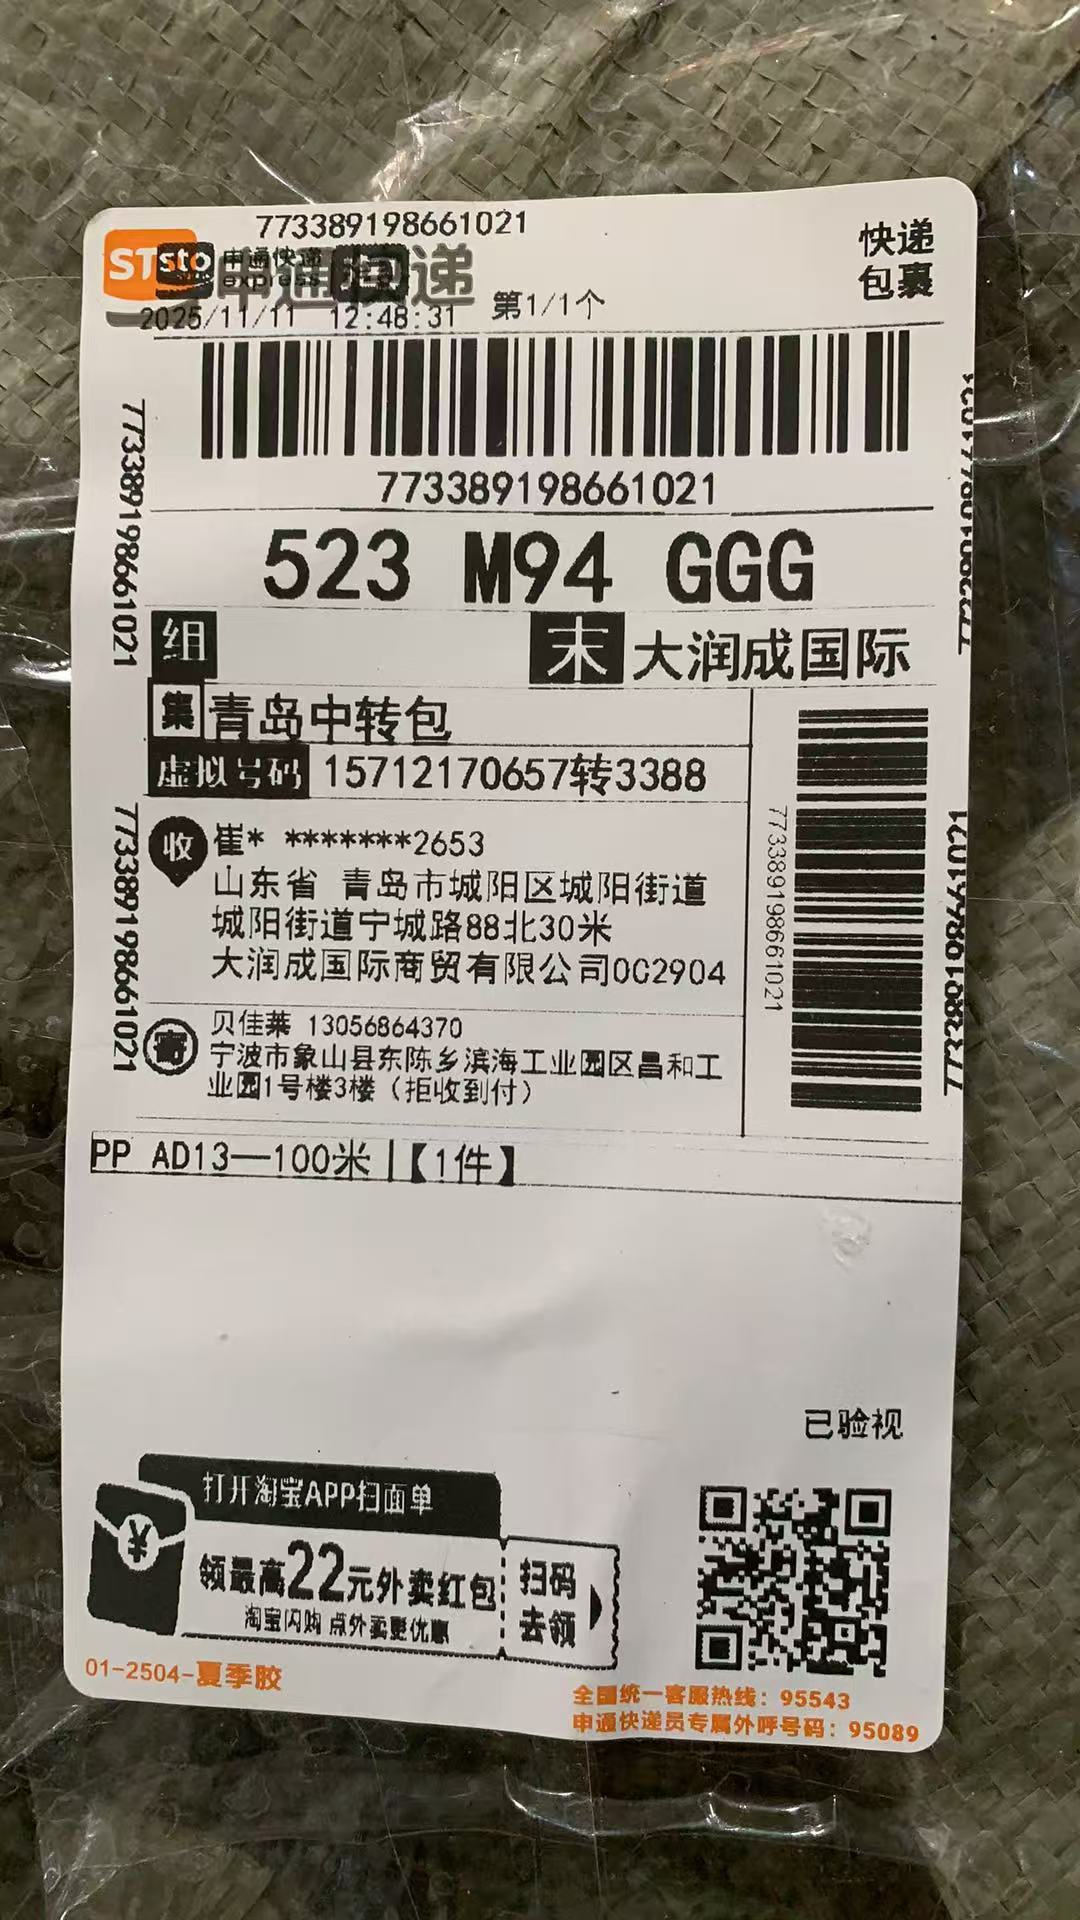 773389198661021
快递
包裹
STO
sto 申通快递
express
申通快递
2025/11/11 12:48:31 第1/1个
773389198661021
523 M94 GGG
组
末 大润成国际
集 青岛中转包
虚拟号码 15712170657转3388
收 崔* *******2653
山东省 青岛市城阳区城阳街道
城阳街道宁城路88北30米
大润成国际商贸有限公司0C2904
寄 贝佳莱 13056864370
宁波市象山县东陈乡滨海工业园区昌和工
业园1号楼3楼（拒收到付）
773389198661021
773389198661021
773389198661021
773389198661021
773389198661021
PP AD13—100米 |【1件】
已验视
打开淘宝APP扫面单
领最高22元外卖红包
淘宝闪购 点外卖更优惠
扫码
去领
01-2504-夏季胶
全国统一客服热线：95543
申通快递员专属外呼号码：95089